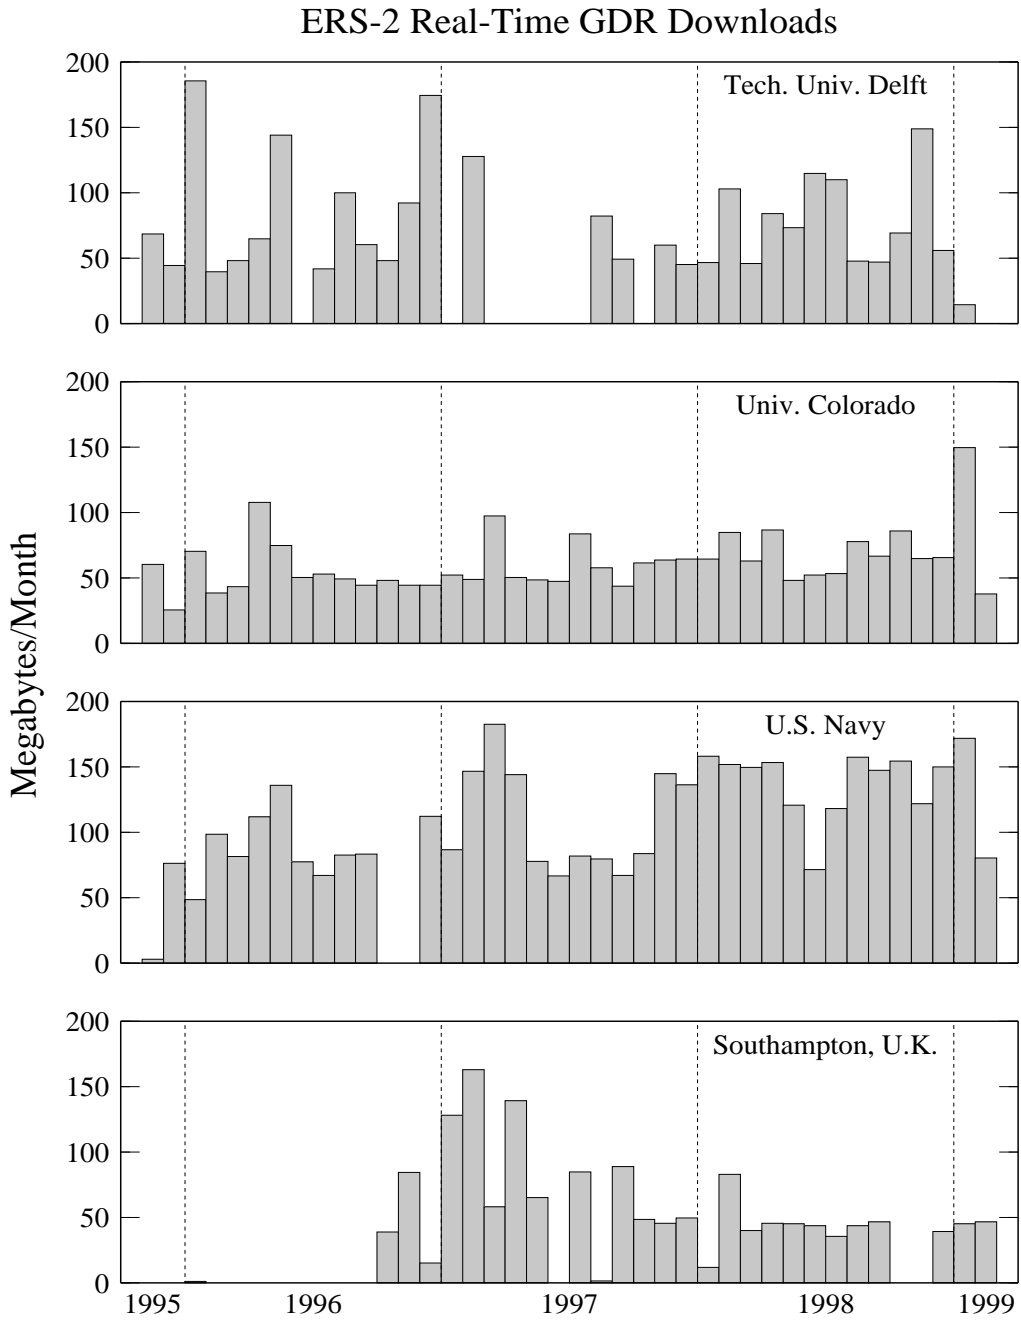 ERS-2 Real-Time GDR Downloads
Megabytes/Month
200
150
100
50
0
Tech. Univ. Delft
200
150
100
50
0
Univ. Colorado
200
150
100
50
0
U.S. Navy
200
150
100
50
0
Southampton, U.K.
1995 1996 1997 1998 1999